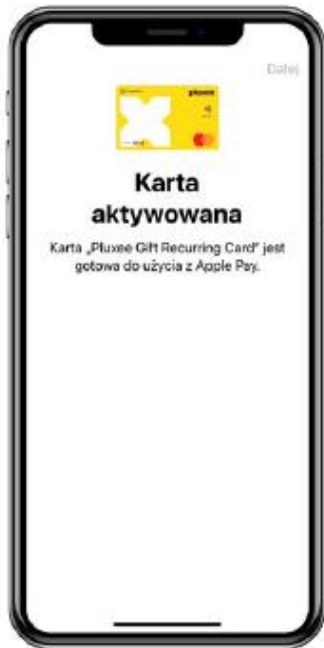 Dalej
pluxee
Karta
aktywowana
Karta „Pluxee Gift Recurring Card” jest
gotowa do użycia z Apple Pay.